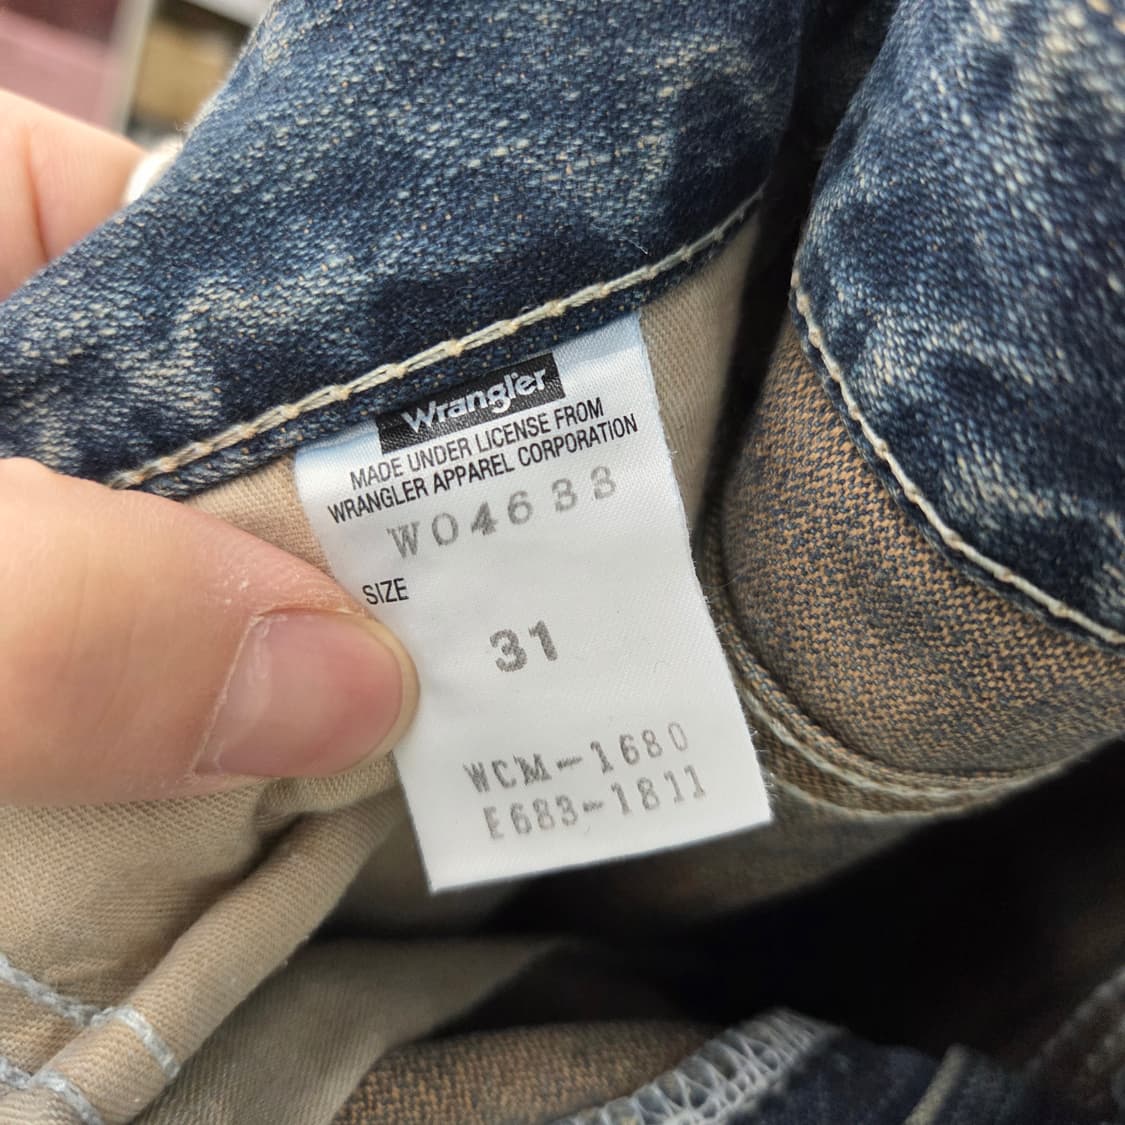 Wrangler
MADE UNDER LICENSE FROM
WRANGLER APPAREL CORPORATION
W04633
SIZE
31
WCM-1680
E683-1811